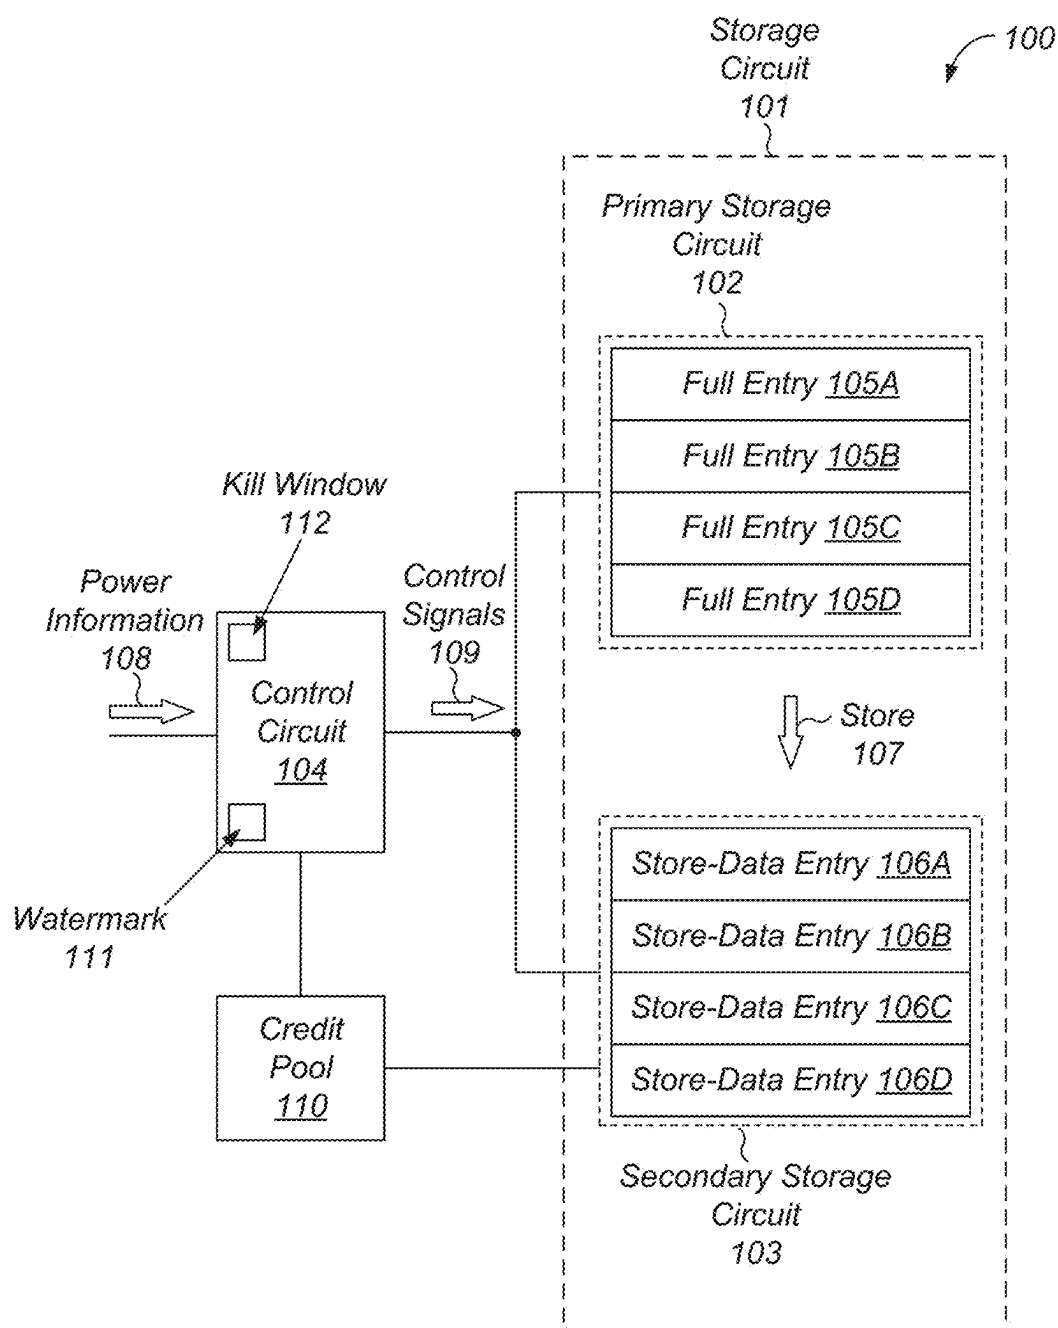 100
Storage
Circuit
101
Primary Storage
Circuit
102
Full Entry 105A
Full Entry 105B
Full Entry 105C
Full Entry 105D
Kill Window
112
Power
Information
108
Control
Signals
109
Control
Circuit
104
Store
107
Watermark
111
Store-Data Entry 106A
Store-Data Entry 106B
Store-Data Entry 106C
Store-Data Entry 106D
Credit
Pool
110
Secondary Storage
Circuit
103